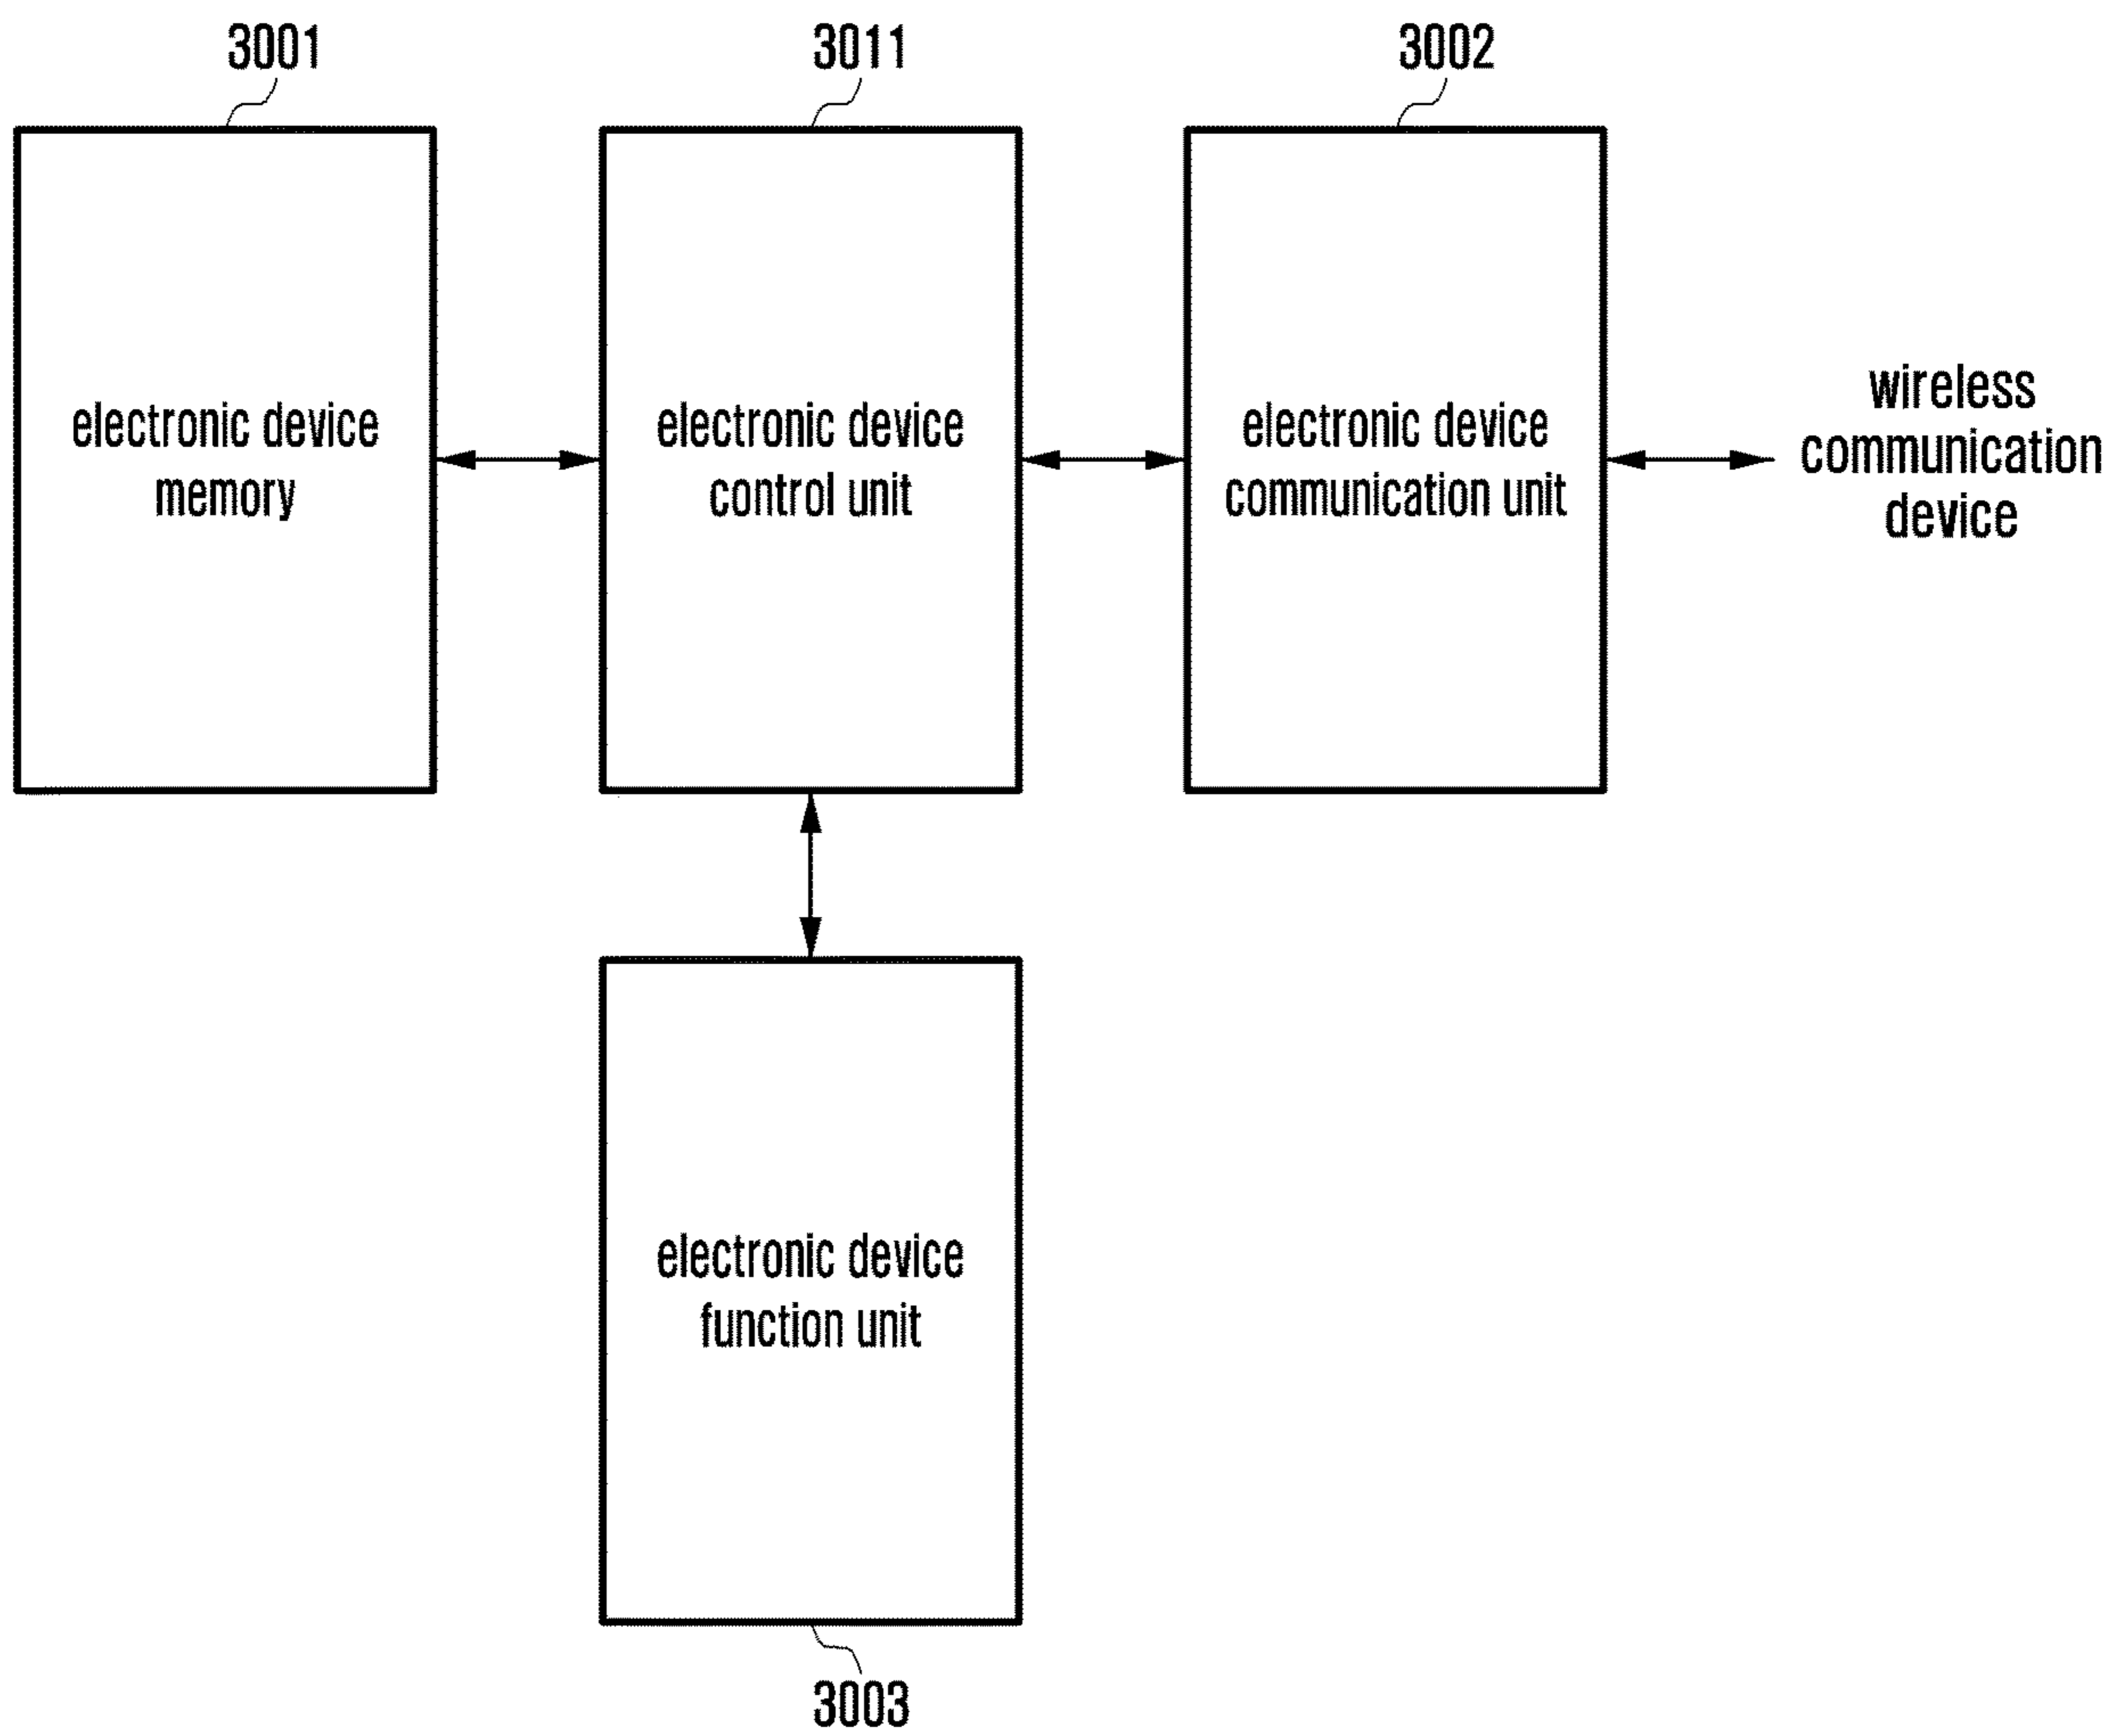 3001
3011
3002
electronic device
memory
electronic device
control unit
electronic device
communication unit
wireless
communication
device
electronic device
function unit
3003